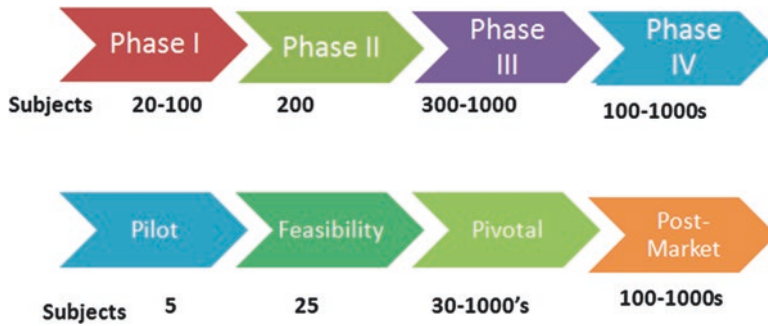 Phase I Phase II Phase III Phase IV
Subjects 20-100 200 300-1000 100-1000s
Pilot Feasibility Pivotal Post-Market
Subjects 5 25 30-1000's 100-1000s